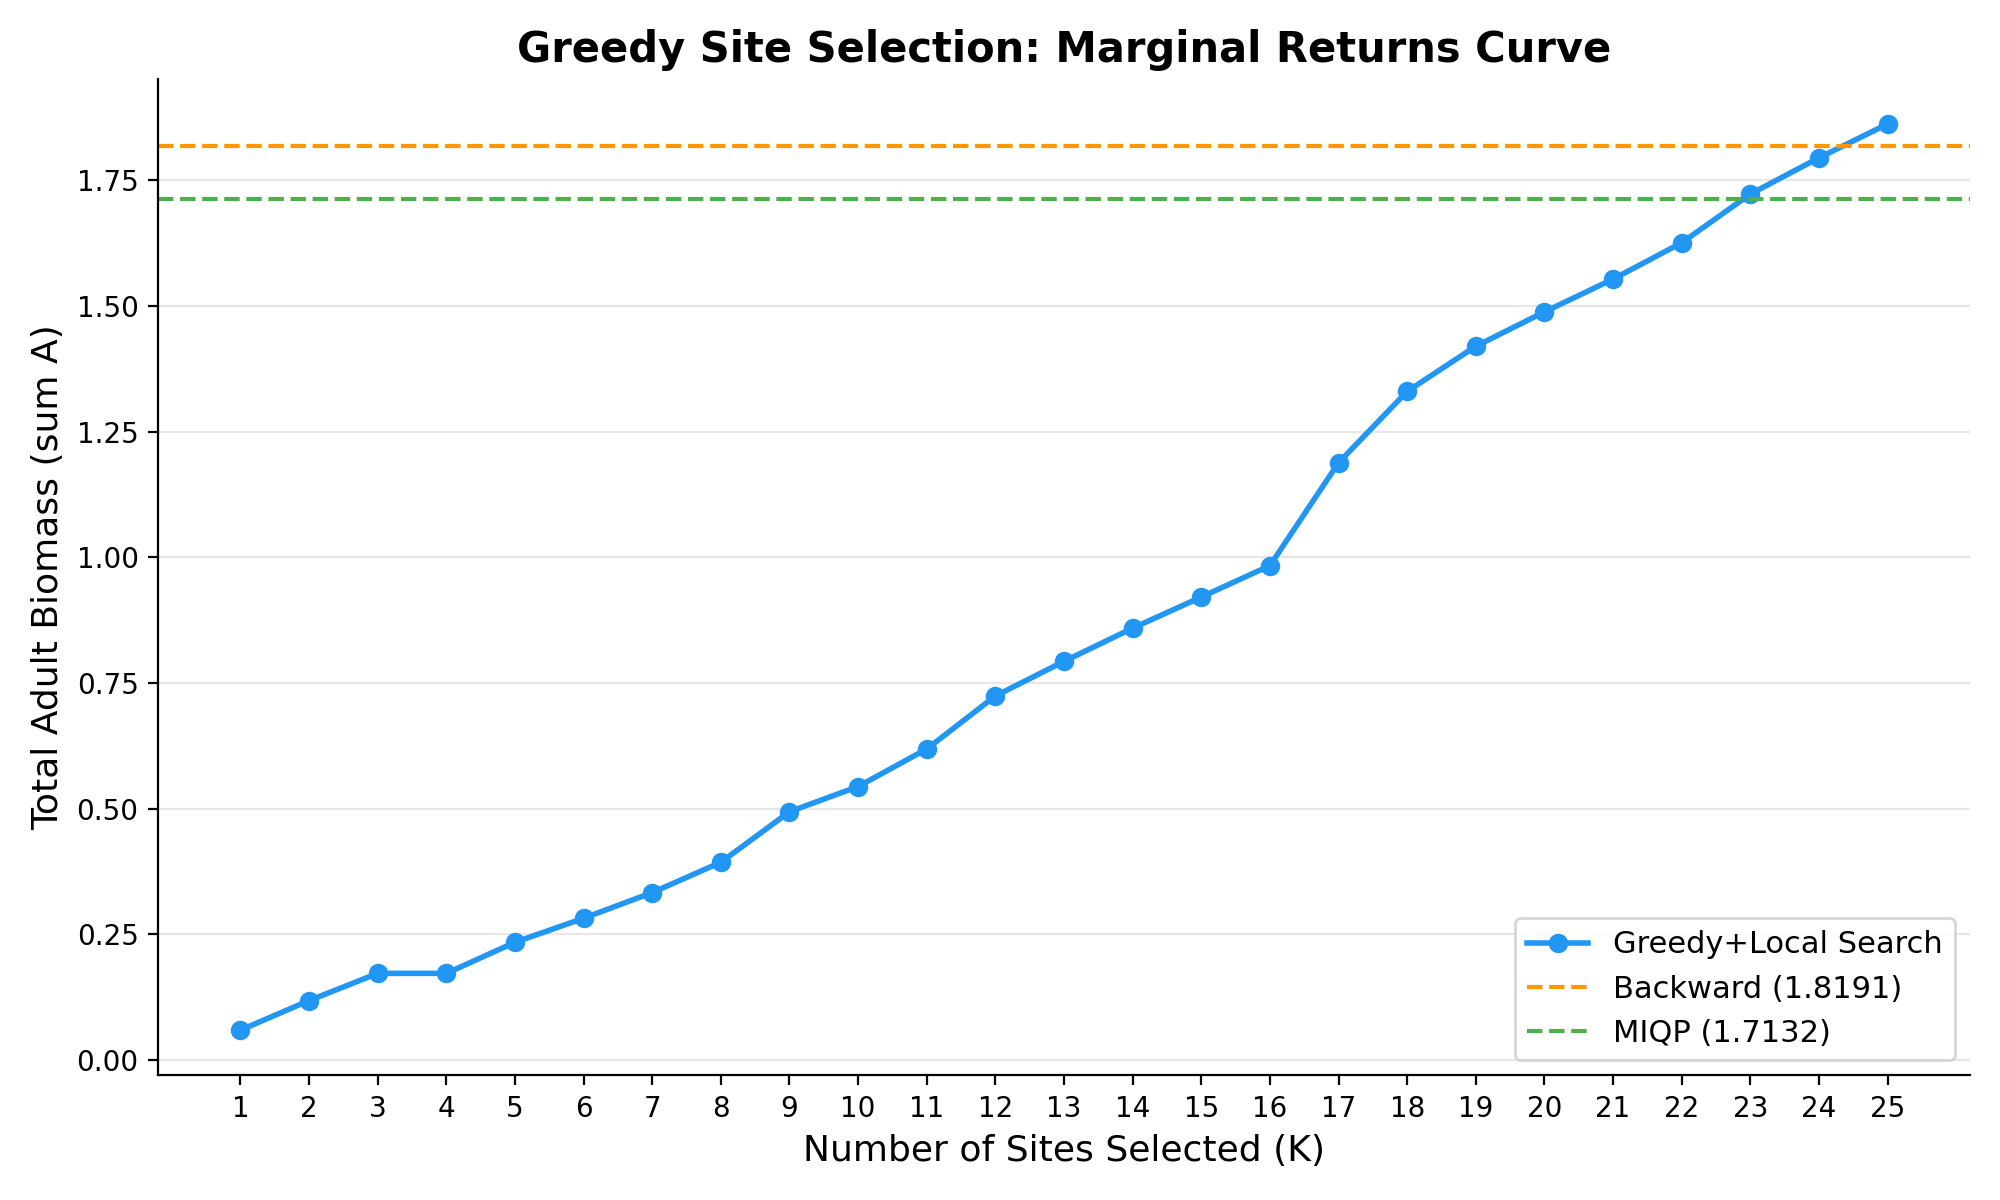 Greedy Site Selection: Marginal Returns Curve
Total Adult Biomass (sum A)
1.75
1.50
1.25
1.00
0.75
0.50
0.25
0.00
Greedy+Local Search
Backward (1.8191)
MIQP (1.7132)
1 2 3 4 5 6 7 8 9 10 11 12 13 14 15 16 17 18 19 20 21 22 23 24 25
Number of Sites Selected (K)